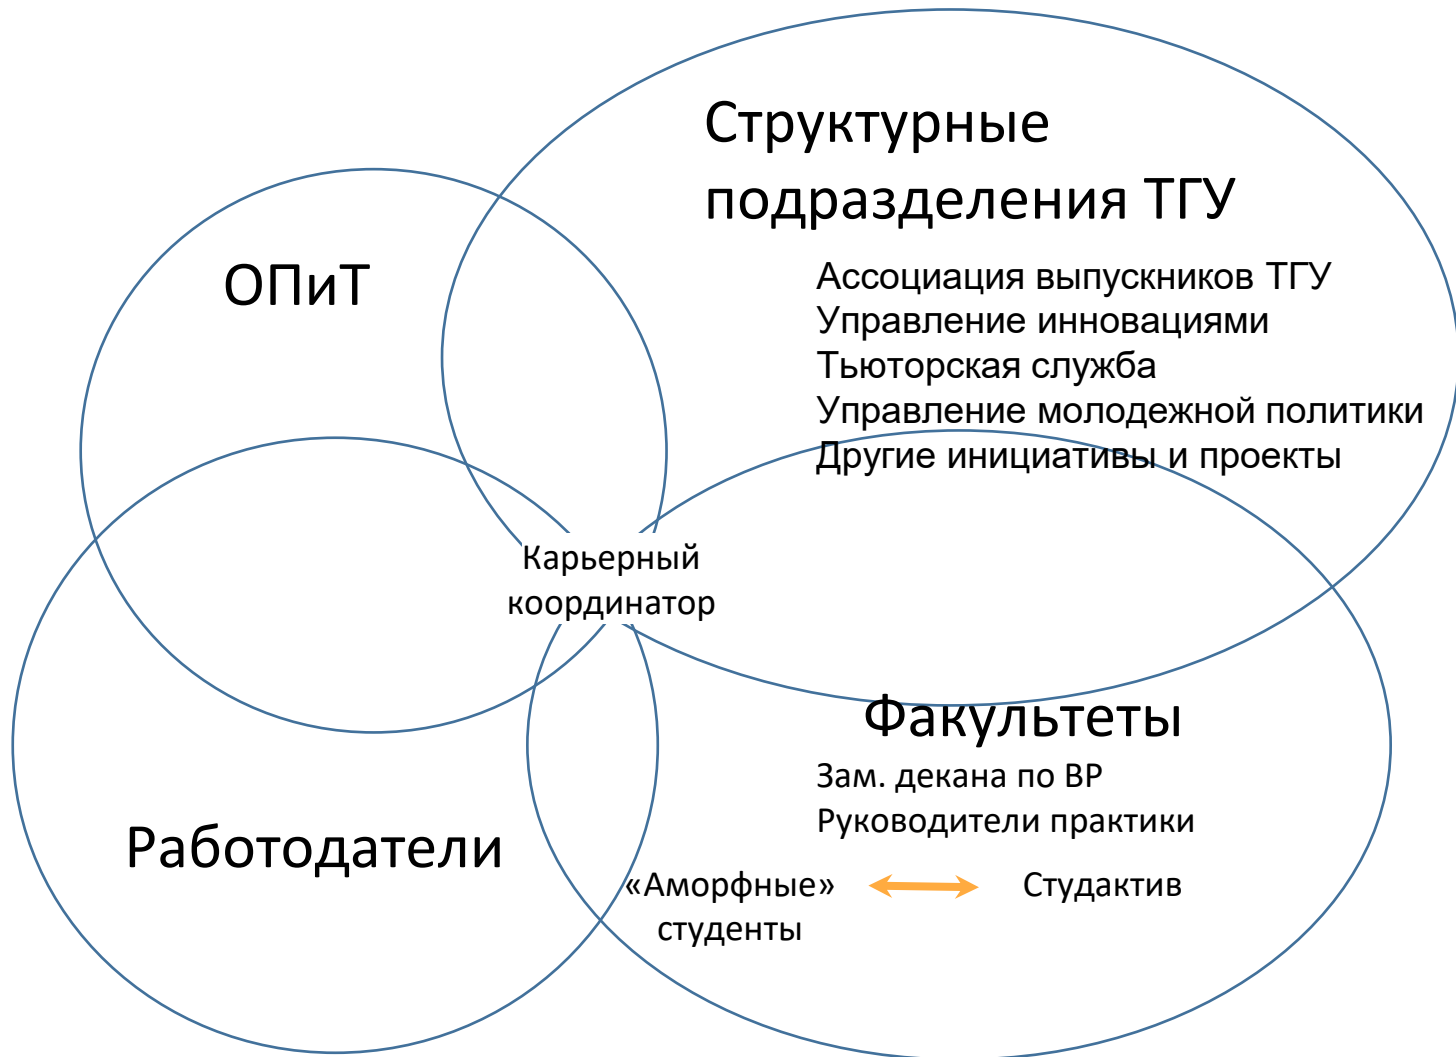 Структурные
подразделения ТГУ
ОПиТ
Ассоциация выпускников ТГУ
Управление инновациями
Тьюторская служба
Управление молодежной политики
Другие инициативы и проекты
Карьерный
координатор
Факультеты
Зам. декана по ВР
Руководители практики
Работодатели
«Аморфные»
студенты
Студактив